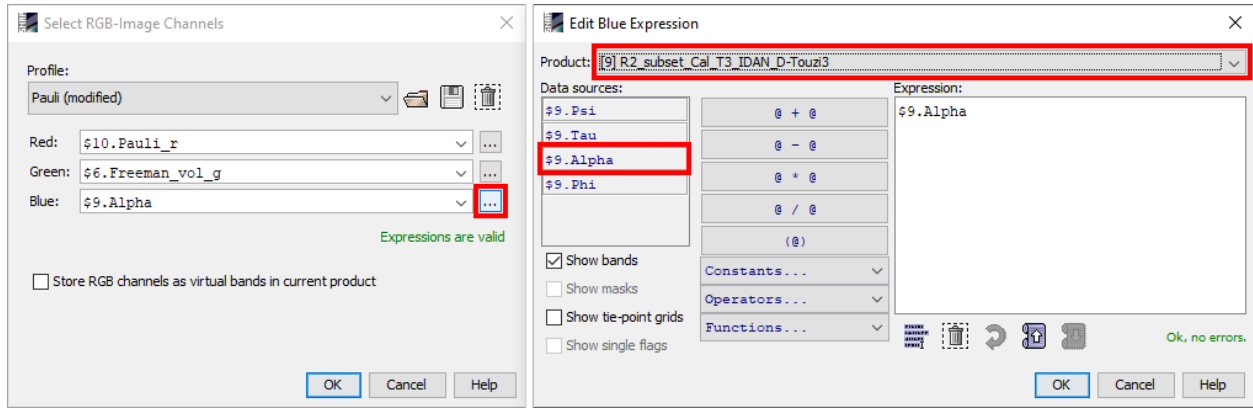 Select RGB-Image Channels
Profile:
Pauli (modified)
Red: $10.Pauli_r ...
Green: $6.Freeman_vol_g ...
Blue: $9.Alpha ...
Expressions are valid
Store RGB channels as virtual bands in current product
OK Cancel Help
Edit Blue Expression
Product: [9] R2_subset_Cal_T3_IDAN_D-Touzi3
Data sources: Expression:
$9.Psi @ + @ $9.Alpha
$9.Tau @ - @
$9.Alpha @ * @
$9.Phi @ / @
(@)
Show bands Constants...
Show masks Operators...
Show tie-point grids Functions...
Show single flags Ok, no errors.
OK Cancel Help